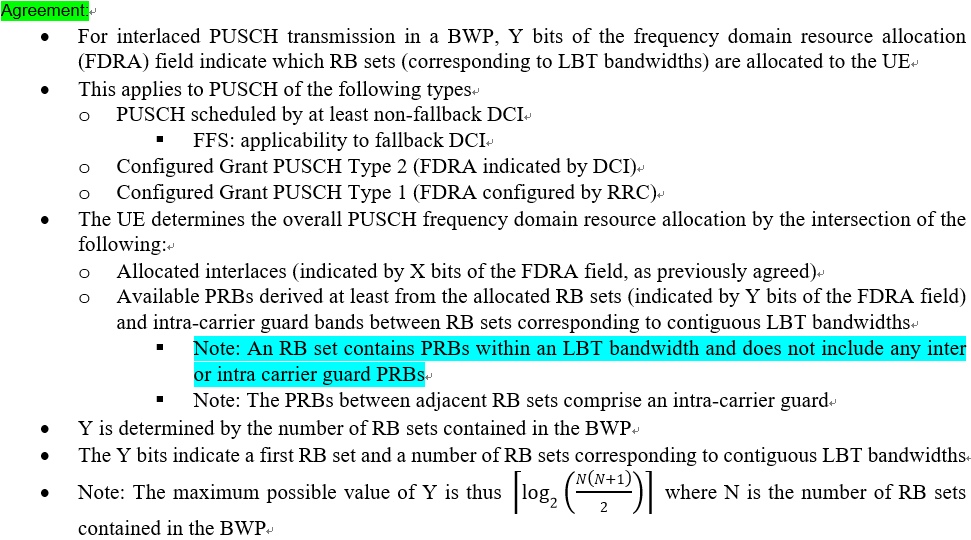 Agreement:
• For interlaced PUSCH transmission in a BWP, Y bits of the frequency domain resource allocation
(FDRA) field indicate which RB sets (corresponding to LBT bandwidths) are allocated to the UE
• This applies to PUSCH of the following types
o PUSCH scheduled by at least non-fallback DCI
▪ FFS: applicability to fallback DCI
o Configured Grant PUSCH Type 2 (FDRA indicated by DCI)
o Configured Grant PUSCH Type 1 (FDRA configured by RRC)
• The UE determines the overall PUSCH frequency domain resource allocation by the intersection of the
following:
o Allocated interlaces (indicated by X bits of the FDRA field, as previously agreed)
o Available PRBs derived at least from the allocated RB sets (indicated by Y bits of the FDRA field)
and intra-carrier guard bands between RB sets corresponding to contiguous LBT bandwidths
▪ Note: An RB set contains PRBs within an LBT bandwidth and does not include any inter
or intra carrier guard PRBs
▪ Note: The PRBs between adjacent RB sets comprise an intra-carrier guard
• Y is determined by the number of RB sets contained in the BWP
• The Y bits indicate a first RB set and a number of RB sets corresponding to contiguous LBT bandwidths
• Note: The maximum possible value of Y is thus ⌈log₂(N(N+1)/2)⌉ where N is the number of RB sets
contained in the BWP